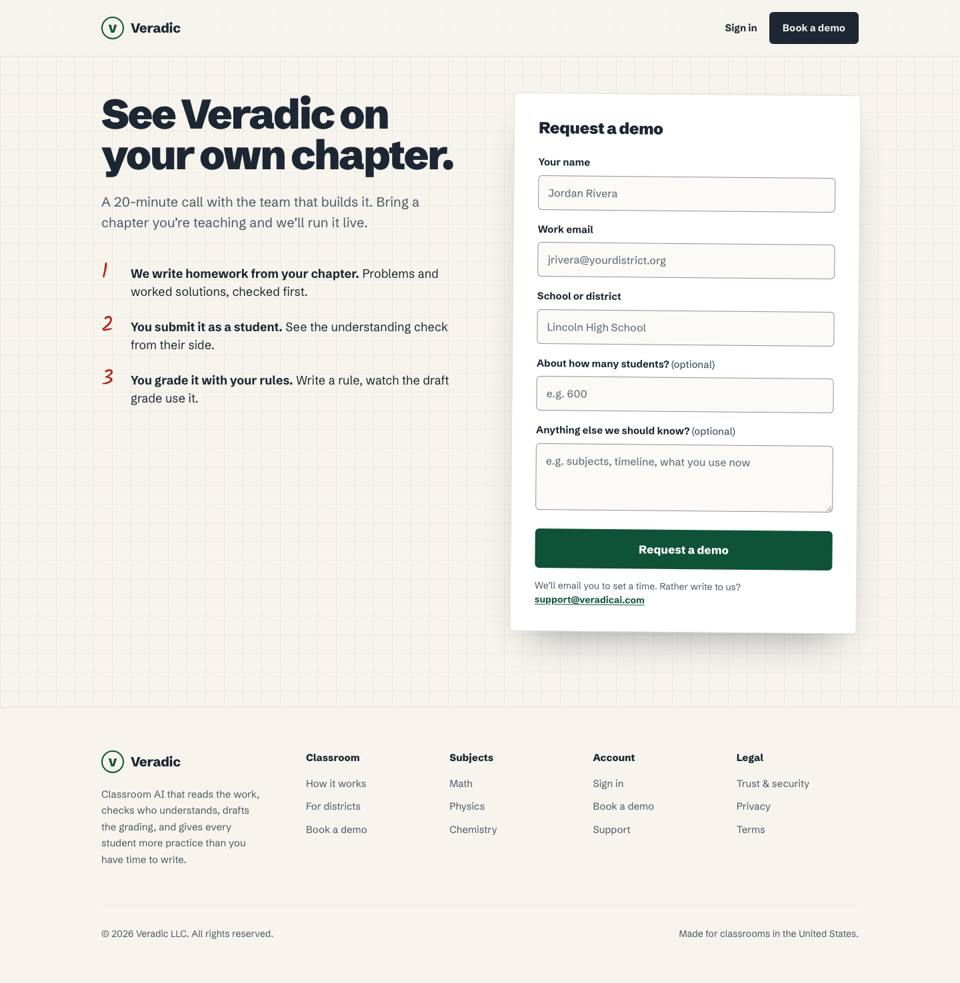 V Veradic
Sign in
Book a demo
See Veradic on
your own chapter.
A 20-minute call with the team that builds it. Bring a
chapter you’re teaching and we’ll run it live.
1 We write homework from your chapter. Problems and
worked solutions, checked first.
2 You submit it as a student. See the understanding check
from their side.
3 You grade it with your rules. Write a rule, watch the draft
grade use it.
Request a demo
Your name
Jordan Rivera
Work email
jrivera@yourdistrict.org
School or district
Lincoln High School
About how many students? (optional)
e.g. 600
Anything else we should know? (optional)
e.g. subjects, timeline, what you use now
Request a demo
We’ll email you to set a time. Rather write to us?
support@veradicai.com
V Veradic
Classroom AI that reads the work,
checks who understands, drafts
the grading, and gives every
student more practice than you
have time to write.
Classroom
How it works
For districts
Book a demo
Subjects
Math
Physics
Chemistry
Account
Sign in
Book a demo
Support
Legal
Trust & security
Privacy
Terms
© 2026 Veradic LLC. All rights reserved.
Made for classrooms in the United States.